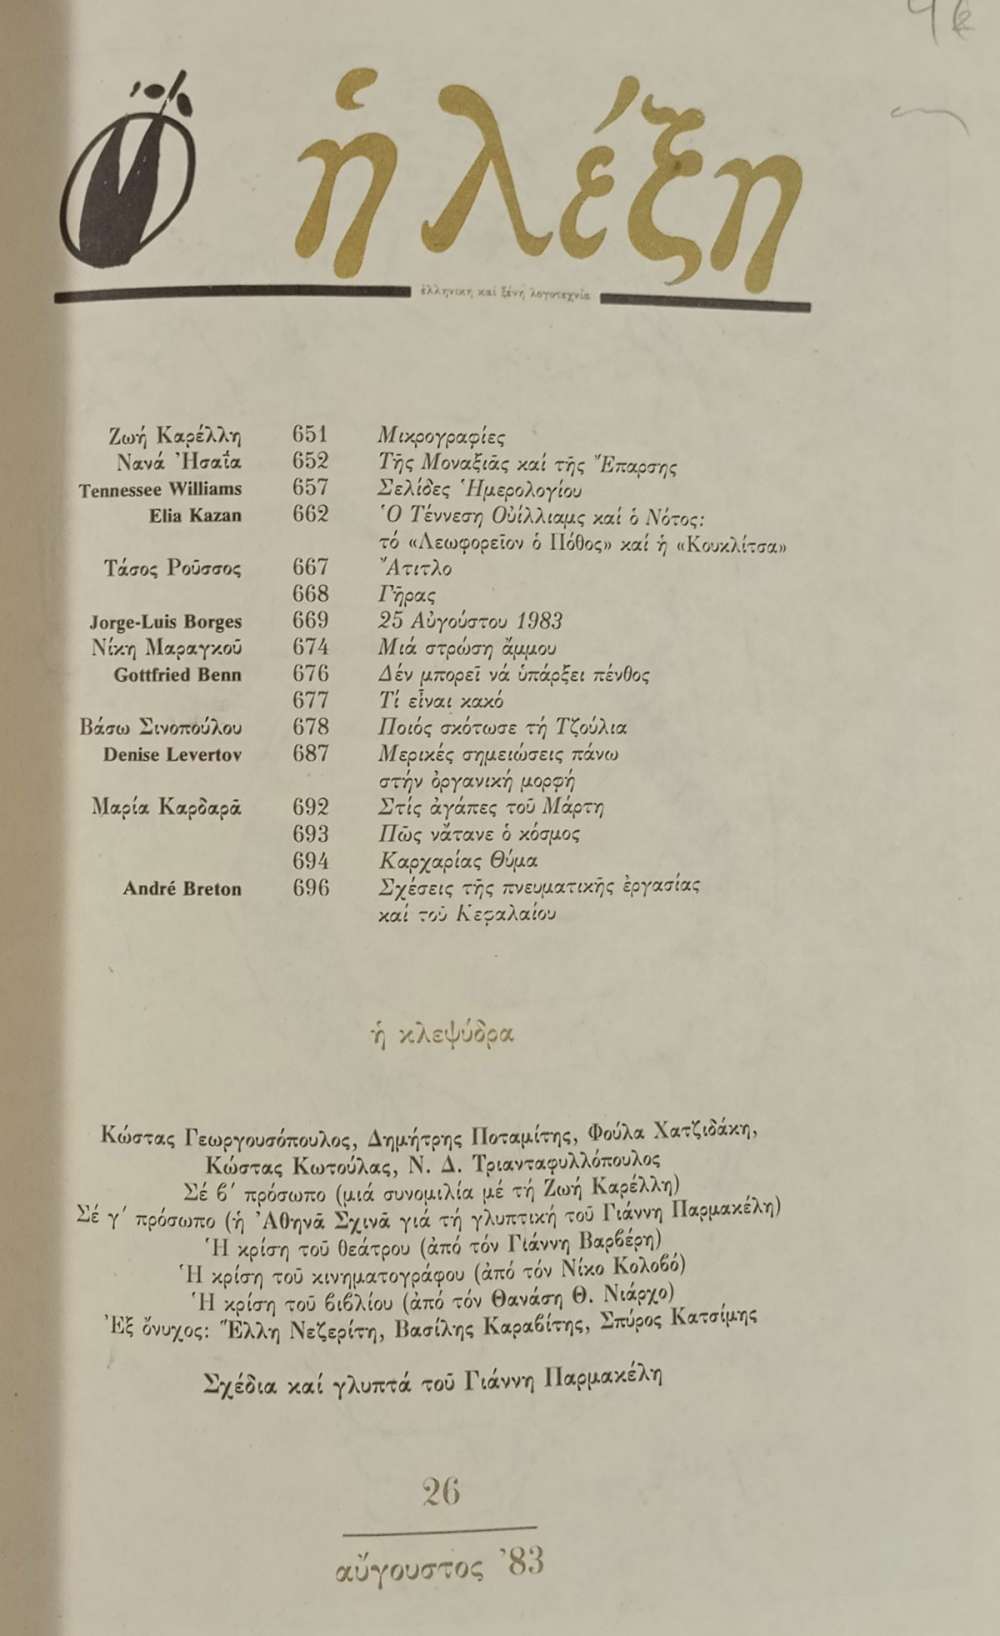 ἡ λέξη
ἑλληνική καί ξένη λογοτεχνία
Ζωή Καρέλλη 651 Μικρογραφίες
Νανά Ἠσαΐα 652 Τῆς Μοναξιᾶς καί τῆς Ἔπαρσης
Tennessee Williams 657 Σελίδες Ἡμερολογίου
Elia Kazan 662 Ὁ Τέννεση Οὐίλλιαμς καί ὁ Νότος:
τό «Λεωφορεῖον ὁ Πόθος» καί ἡ «Κουκλίτσα»
Τάσος Ροῦσσος 667 Ἄτιτλο
668 Γῆρας
Jorge-Luis Borges 669 25 Αὐγούστου 1983
Νίκη Μαραγκοῦ 674 Μιά στρώση ἄμμου
Gottfried Benn 676 Δέν μπορεῖ νά ὑπάρξει πένθος
677 Τί εἶναι κακό
Βάσω Σινοπούλου 678 Ποιός σκότωσε τή Τζούλια
Denise Levertov 687 Μερικές σημειώσεις πάνω
στήν ὀργανική μορφή
Μαρία Καρδαρᾶ 692 Στίς ἀγάπες τοῦ Μάρτη
693 Πῶς νἄτανε ὁ κόσμος
694 Καρχαρίας Θύμα
André Breton 696 Σχέσεις τῆς πνευματικῆς ἐργασίας
καί τοῦ Κεφαλαίου
ἡ κλεψύδρα
Κώστας Γεωργουσόπουλος, Δημήτρης Ποταμίτης, Φούλα Χατζιδάκη,
Κώστας Κωτούλας, Ν. Δ. Τριανταφυλλόπουλος
Σέ β΄ πρόσωπο (μιά συνομιλία μέ τή Ζωή Καρέλλη)
Σέ γ΄ πρόσωπο (ἡ Ἀθηνᾶ Σχινᾶ γιά τή γλυπτική τοῦ Γιάννη Παρμακέλη)
Ἡ κρίση τοῦ θεάτρου (ἀπό τόν Γιάννη Βαρβέρη)
Ἡ κρίση τοῦ κινηματογράφου (ἀπό τόν Νίκο Κολοβό)
Ἡ κρίση τοῦ βιβλίου (ἀπό τόν Θανάση Θ. Νιάρχο)
Ἐξ ὄνυχος: Ἕλλη Νεζερίτη, Βασίλης Καραβίτης, Σπύρος Κατσίμης
Σχέδια καί γλυπτά τοῦ Γιάννη Παρμακέλη
26
αὔγουστος ’83